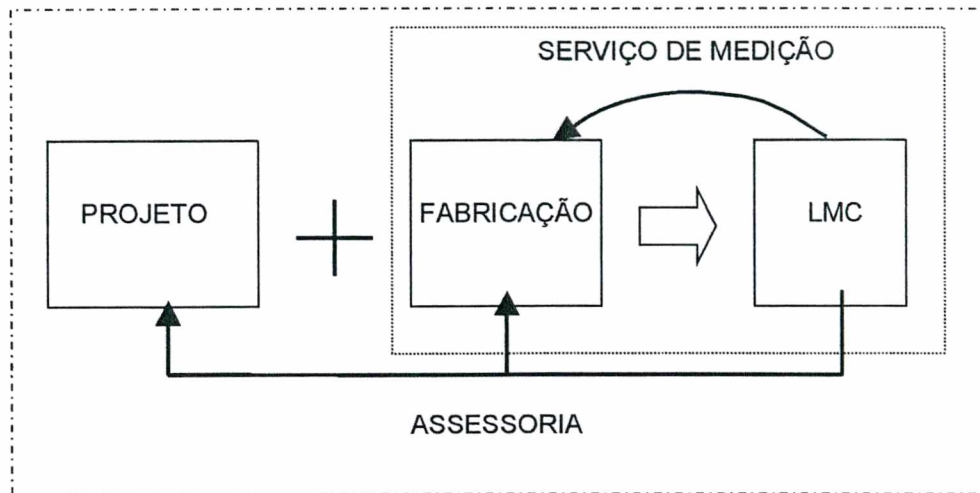 SERVIÇO DE MEDIÇÃO
PROJETO
FABRICAÇÃO
LMC
ASSESSORIA